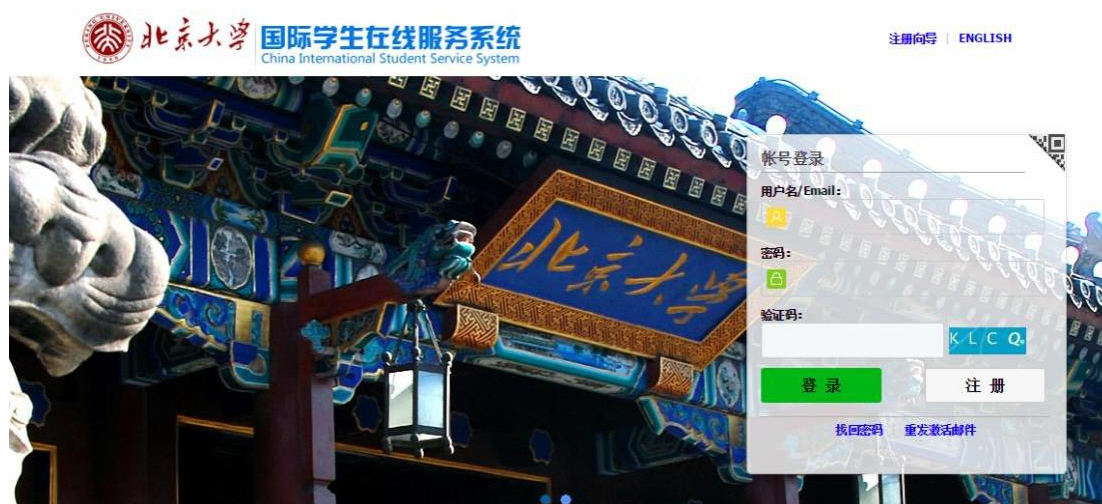 北京大学
国际学生在线服务系统
China International Student Service System
注册向导 | ENGLISH
北京大学
帐号登录
用户名/Email:
密码:
验证码:
K L C Q
登 录
注 册
找回密码 重发激活邮件